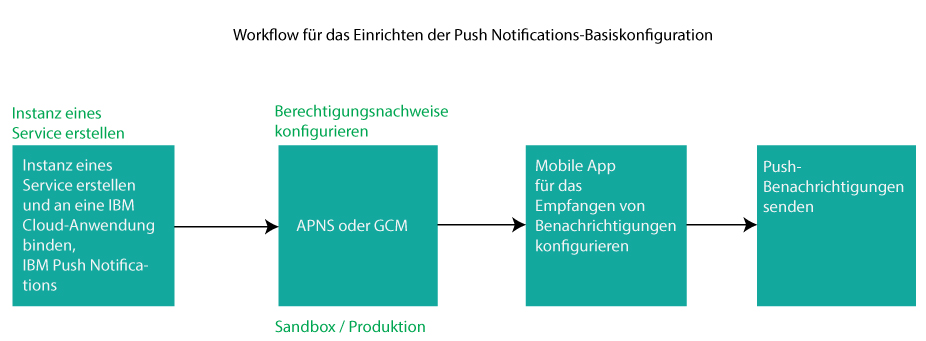 Workflow für das Einrichten der Push Notifications-Basiskonfiguration
Instanz eines
Service erstellen
Instanz eines
Service erstellen
und an eine IBM
Cloud-Anwendung
binden,
IBM Push Notifica-
tions
Berechtigungsnachweise
konfigurieren
APNS oder GCM
Sandbox / Produktion
Mobile App
für das
Empfangen von
Benachrichtigungen
konfigurieren
Push-
Benachrichtigungen
senden